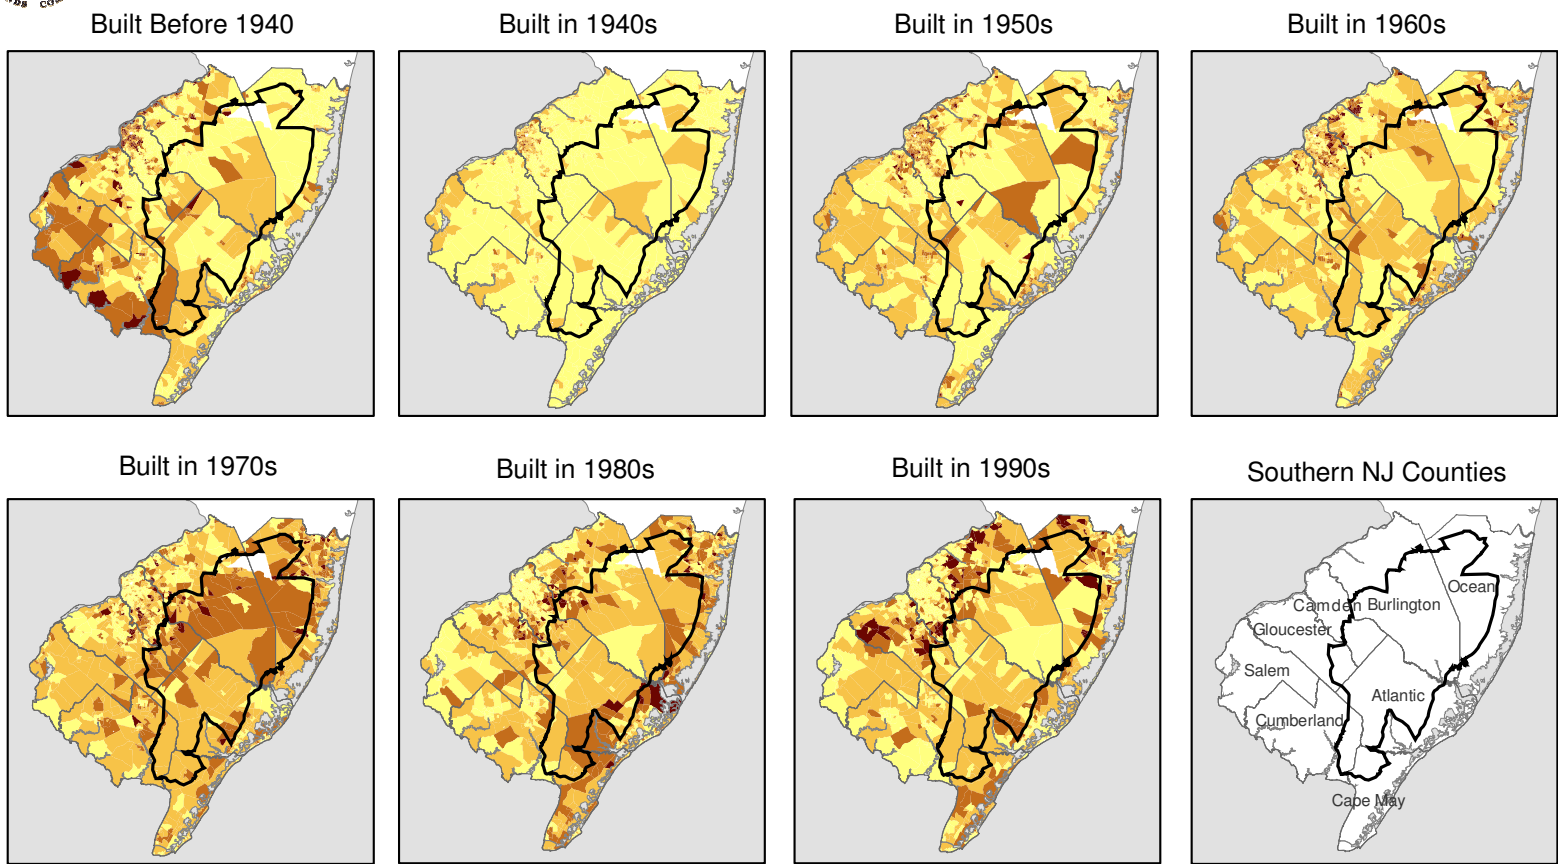 Built Before 1940
Built in 1940s
Built in 1950s
Built in 1960s
Built in 1970s
Built in 1980s
Built in 1990s
Southern NJ Counties
Ocean
Camden Burlington
Gloucester
Salem
Atlantic
Cumberland
Cape May